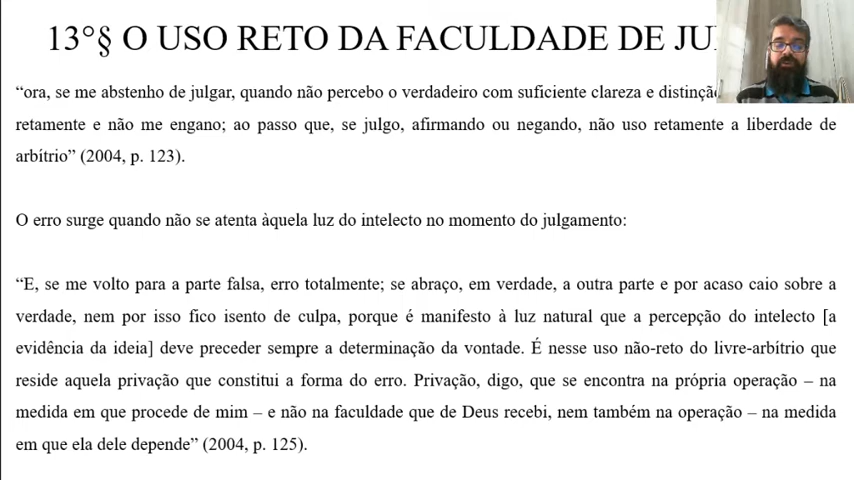 13°§ O USO RETO DA FACULDADE DE
“ora, se me abstenho de julgar, quando não percebo o verdadeiro com suficiente clareza e
retamente e não me engano; ao passo que, se julgo, afirmando ou negando, não uso retamente a liberdade de
arbítrio” (2004, p. 123).
O erro surge quando não se atenta àquela luz do intelecto no momento do julgamento:
“E, se me volto para a parte falsa, erro totalmente; se abraço, em verdade, a outra parte e por acaso caio sobre a
verdade, nem por isso fico isento de culpa, porque é manifesto à luz natural que a percepção do intelecto [a
evidência da ideia] deve preceder sempre a determinação da vontade. É nesse uso não-reto do livre-arbítrio que
reside aquela privação que constitui a forma do erro. Privação, digo, que se encontra na própria operação – na
medida em que procede de mim – e não na faculdade que de Deus recebi, nem também na operação – na medida
em que ela dele depende” (2004, p. 125).